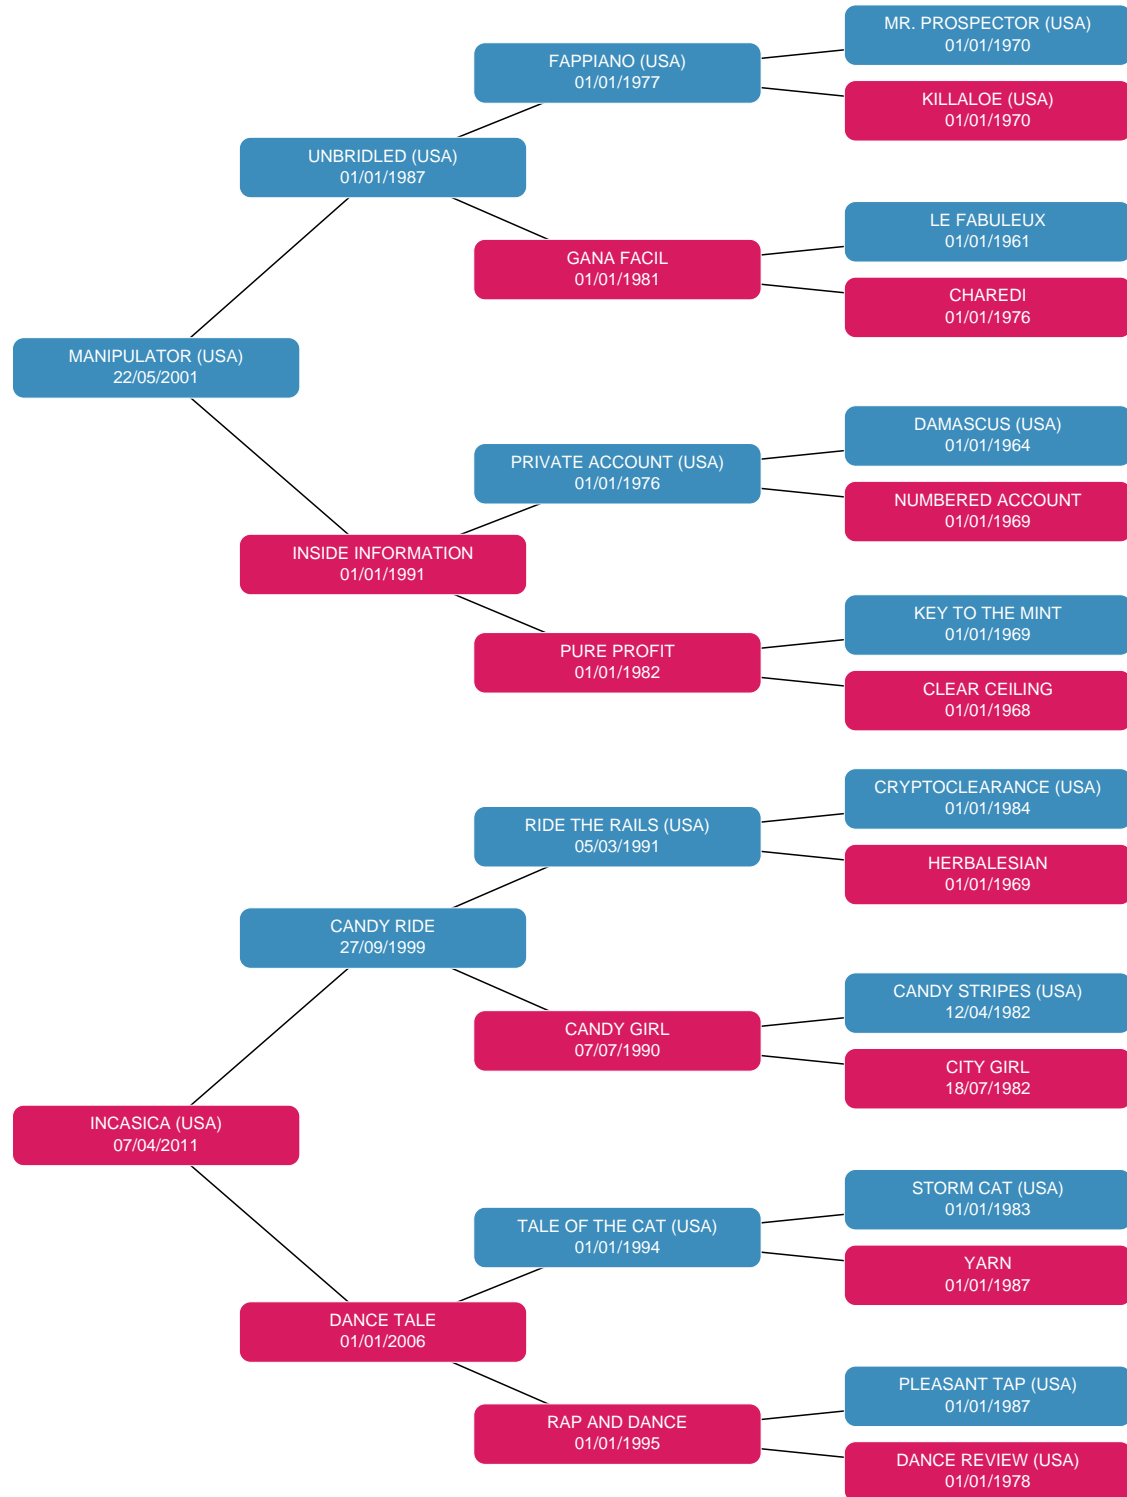 MR. PROSPECTOR (USA)
01/01/1970
FAPPIANO (USA)
01/01/1977
KILLALOE (USA)
01/01/1970
UNBRIDLED (USA)
01/01/1987
LE FABULEUX
01/01/1961
GANA FACIL
01/01/1981
CHAREDI
01/01/1976
MANIPULATOR (USA)
22/05/2001
DAMASCUS (USA)
01/01/1964
PRIVATE ACCOUNT (USA)
01/01/1976
NUMBERED ACCOUNT
01/01/1969
INSIDE INFORMATION
01/01/1991
KEY TO THE MINT
01/01/1969
PURE PROFIT
01/01/1982
CLEAR CEILING
01/01/1968
CRYPTOCLEARANCE (USA)
01/01/1984
RIDE THE RAILS (USA)
05/03/1991
HERBALESIAN
01/01/1969
CANDY RIDE
27/09/1999
CANDY STRIPES (USA)
12/04/1982
CANDY GIRL
07/07/1990
CITY GIRL
18/07/1982
INCASICA (USA)
07/04/2011
STORM CAT (USA)
01/01/1983
TALE OF THE CAT (USA)
01/01/1994
YARN
01/01/1987
DANCE TALE
01/01/2006
PLEASANT TAP (USA)
01/01/1987
RAP AND DANCE
01/01/1995
DANCE REVIEW (USA)
01/01/1978